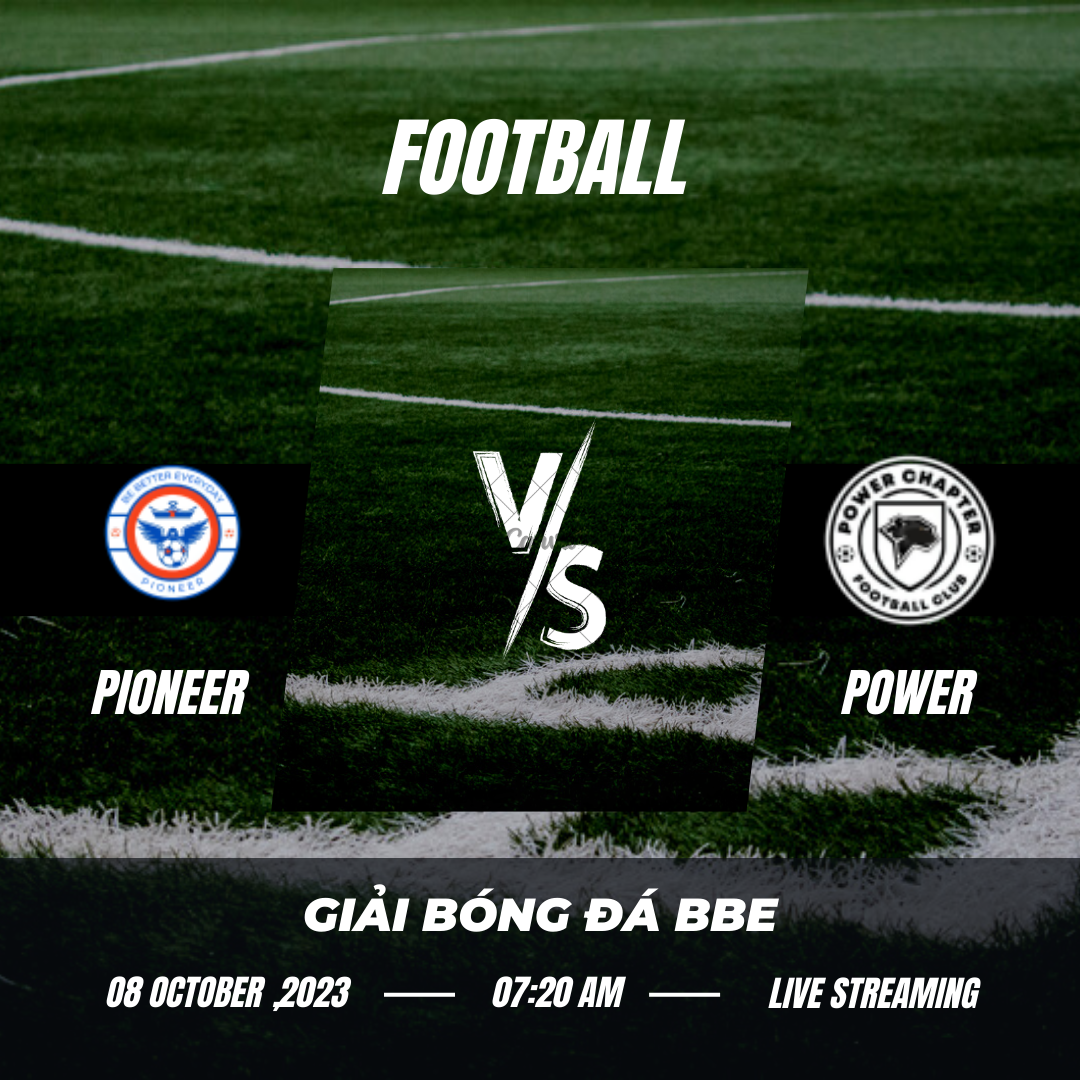 FOOTBALL
VS
BE BETTER EVERYDAY
PIONEER
POWER CHAPTER
FOOTBALL CLUB
PIONEER
POWER
GIẢI BÓNG ĐÁ BBE
08 OCTOBER ,2023
07:20 AM
LIVE STREAMING